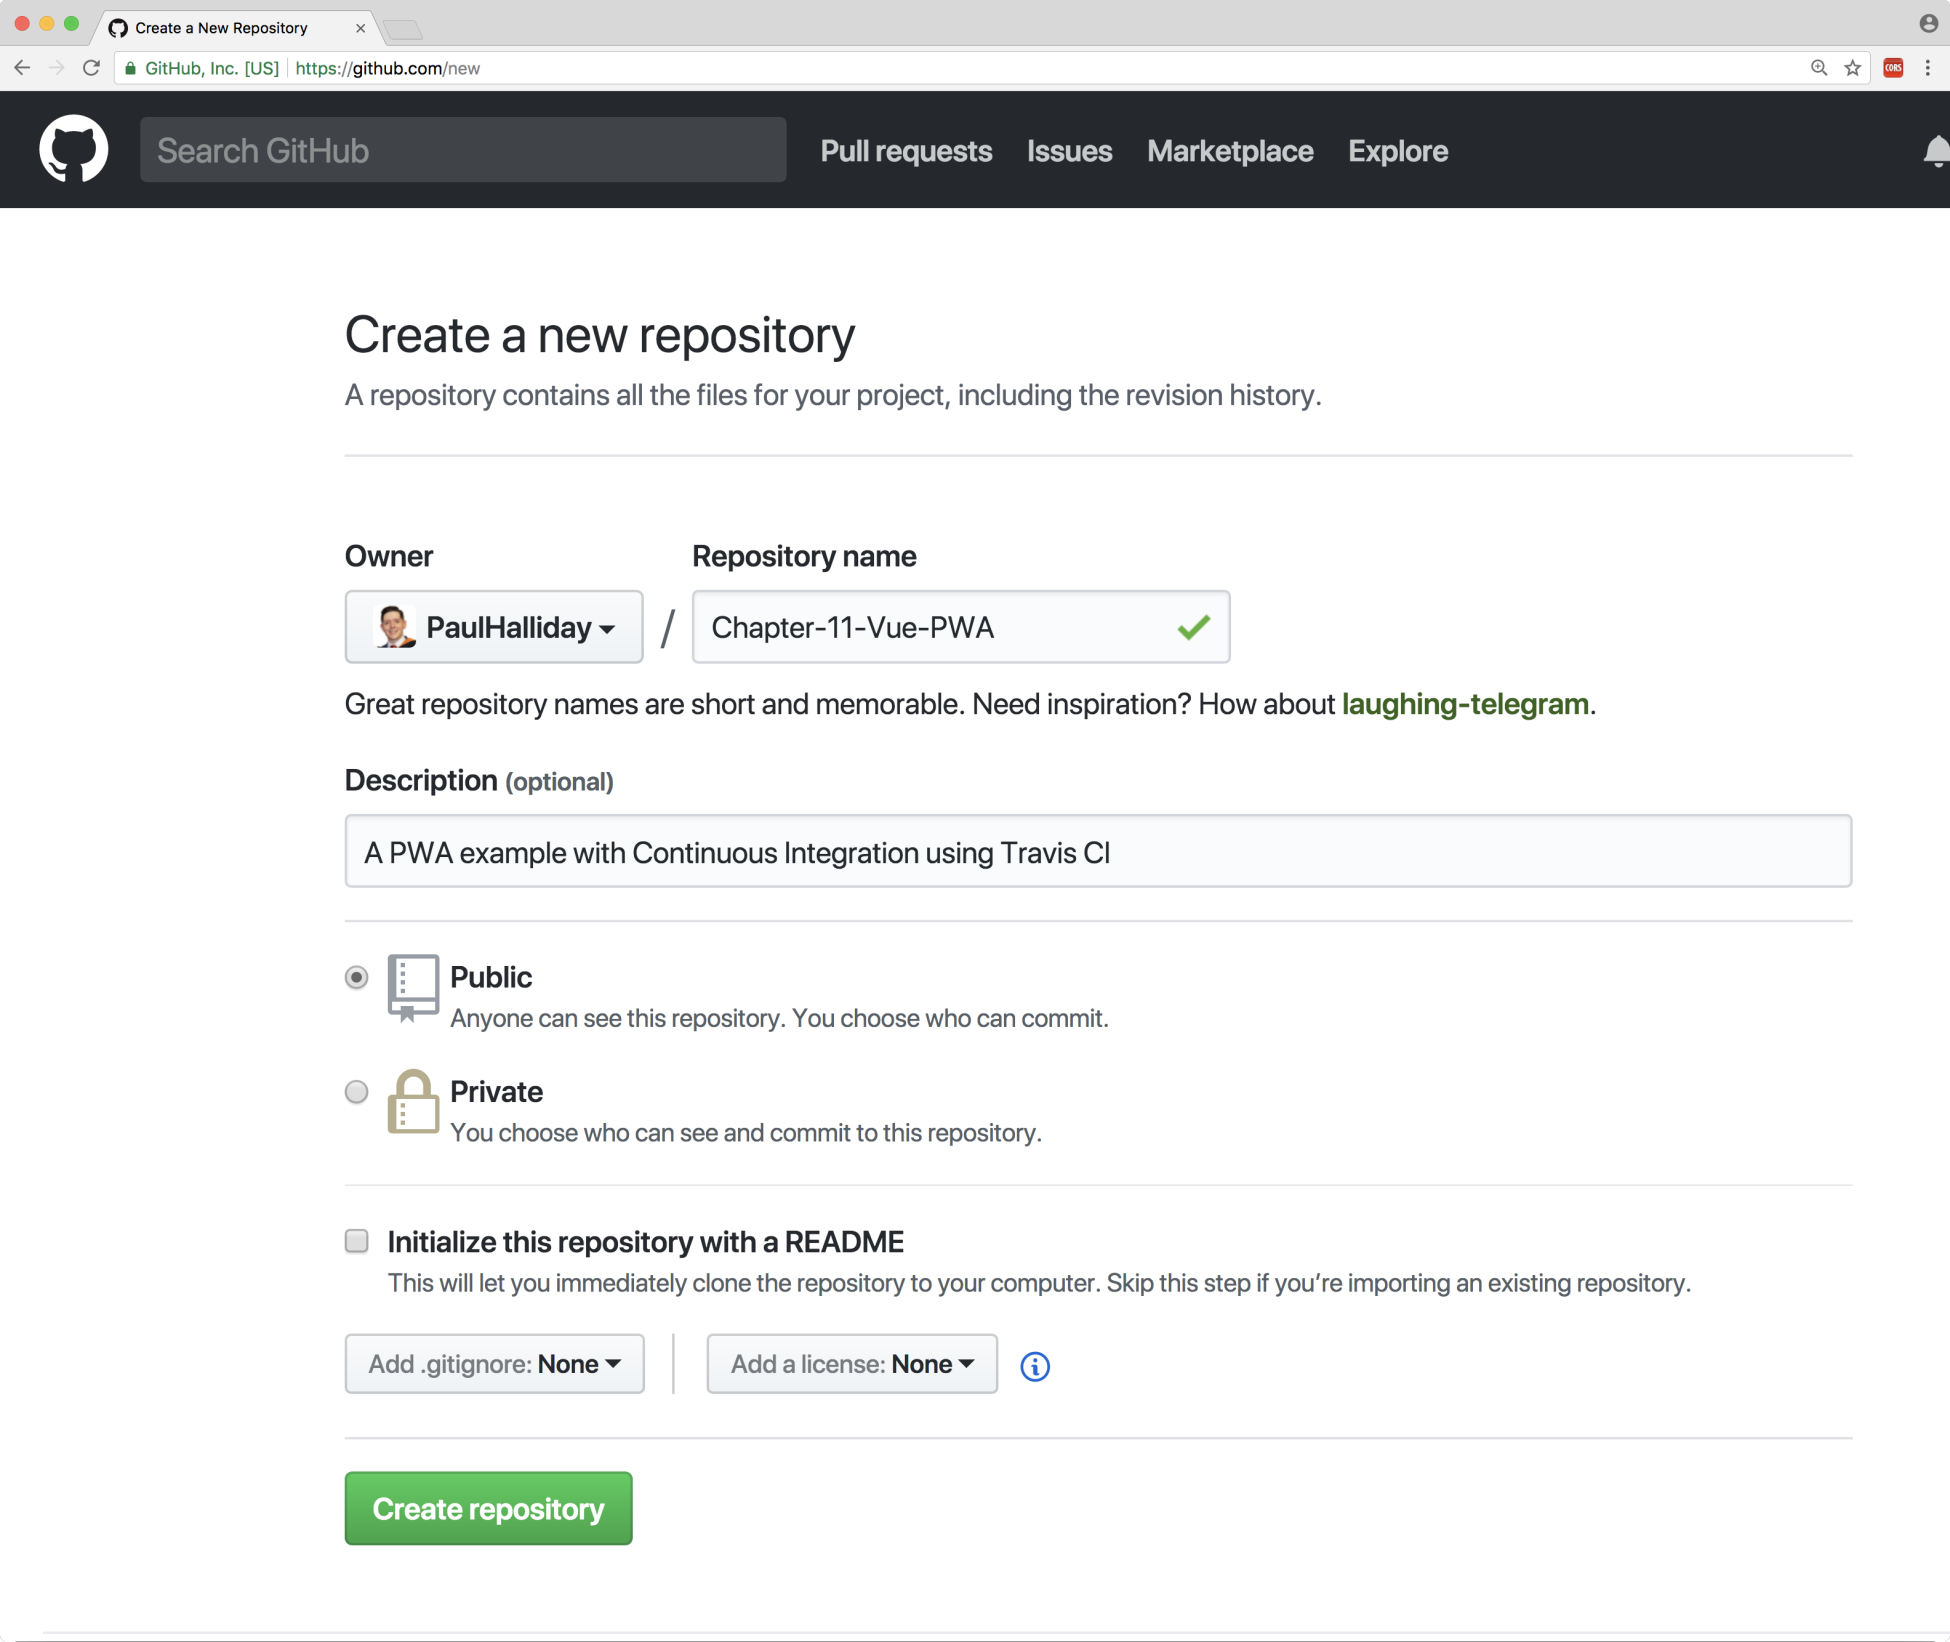 Create a New Repository
GitHub, Inc. [US] https://github.com/new
CORS
Search GitHub Pull requests Issues Marketplace Explore
Create a new repository
A repository contains all the files for your project, including the revision history.
Owner Repository name
PaulHalliday / Chapter-11-Vue-PWA
Great repository names are short and memorable. Need inspiration? How about laughing-telegram.
Description (optional)
A PWA example with Continuous Integration using Travis CI
Public
Anyone can see this repository. You choose who can commit.
Private
You choose who can see and commit to this repository.
Initialize this repository with a README
This will let you immediately clone the repository to your computer. Skip this step if you’re importing an existing repository.
Add .gitignore: None Add a license: None
Create repository